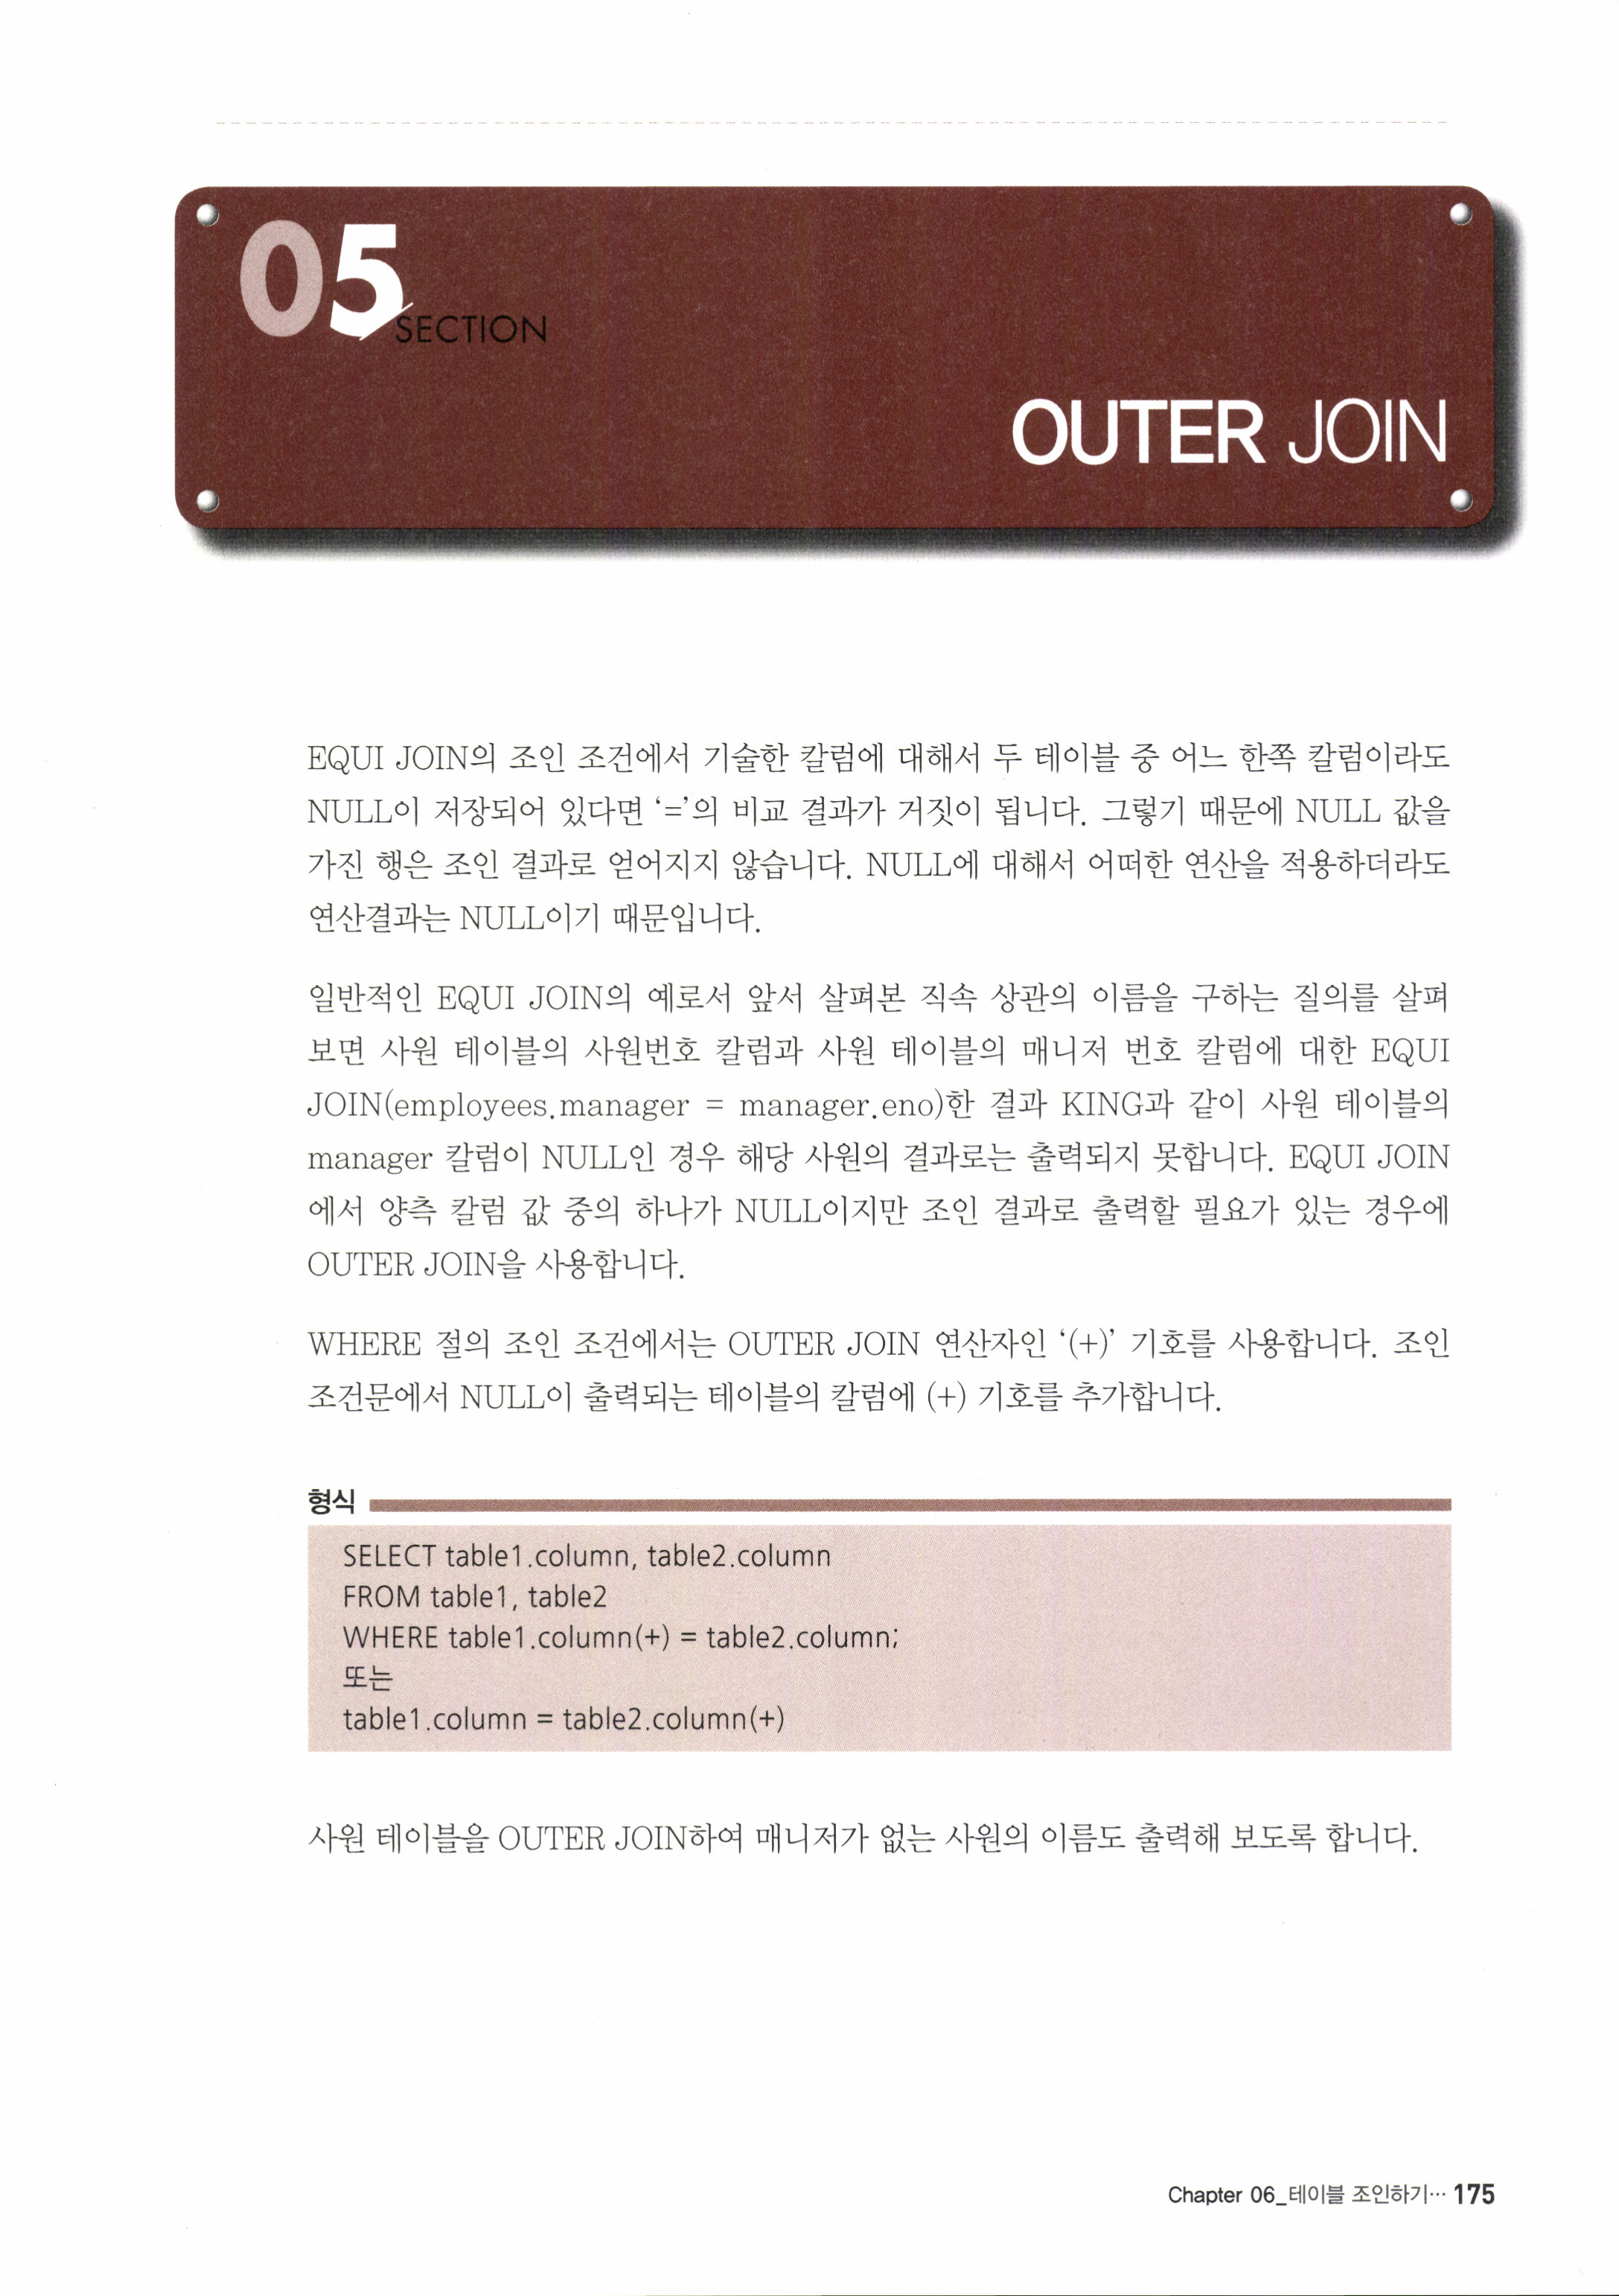 05 SECTION
OUTER JOIN
EQUI JOIN의 조인 조건에서 기술한 칼럼에 대해서 두 테이블 중 어느 한쪽 칼럼이라도
NULL이 저장되어 있다면 ‘=’의 비교 결과가 거짓이 됩니다. 그렇기 때문에 NULL 값을
가진 행은 조인 결과로 얻어지지 않습니다. NULL에 대해서 어떠한 연산을 적용하더라도
연산결과는 NULL이기 때문입니다.
일반적인 EQUI JOIN의 예로서 앞서 살펴본 직속 상관의 이름을 구하는 질의를 살펴
보면 사원 테이블의 사원번호 칼럼과 사원 테이블의 매니저 번호 칼럼에 대한 EQUI
JOIN(employees.manager = manager.eno)한 결과 KING과 같이 사원 테이블의
manager 칼럼이 NULL인 경우 해당 사원의 결과로는 출력되지 못합니다. EQUI JOIN
에서 양측 칼럼 값 중의 하나가 NULL이지만 조인 결과로 출력할 필요가 있는 경우에
OUTER JOIN을 사용합니다.
WHERE 절의 조인 조건에서는 OUTER JOIN 연산자인 ‘(+)’ 기호를 사용합니다. 조인
조건문에서 NULL이 출력되는 테이블의 칼럼에 (+) 기호를 추가합니다.
형식
SELECT table1.column, table2.column
FROM table1, table2
WHERE table1.column(+) = table2.column;
또는
table1.column = table2.column(+)
사원 테이블을 OUTER JOIN하여 매니저가 없는 사원의 이름도 출력해 보도록 합니다.
Chapter 06_테이블 조인하기··· 175